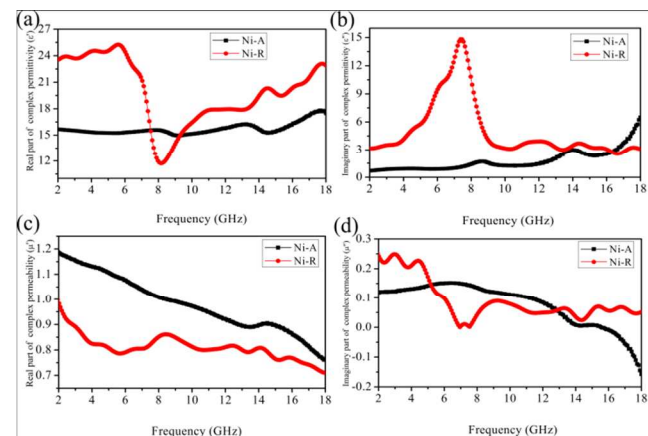 (a)
27
24
21
18
15
12
Real part of complex permittivity (ε')
Ni-A
Ni-R
2 4 6 8 10 12 14 16 18
Frequency (GHz)
(b)
15
12
9
6
3
0
Imaginary part of complex permittivity (ε")
Ni-A
Ni-R
2 4 6 8 10 12 14 16 18
Frequency (GHz)
(c)
1.2
1.1
1.0
0.9
0.8
0.7
Real part of complex permeability (μ')
Ni-A
Ni-R
2 4 6 8 10 12 14 16 18
Frequency (GHz)
(d)
0.3
0.2
0.1
0.0
-0.1
-0.2
Imaginary part of complex permeability (μ")
Ni-A
Ni-R
2 4 6 8 10 12 14 16 18
Frequency (GHz)